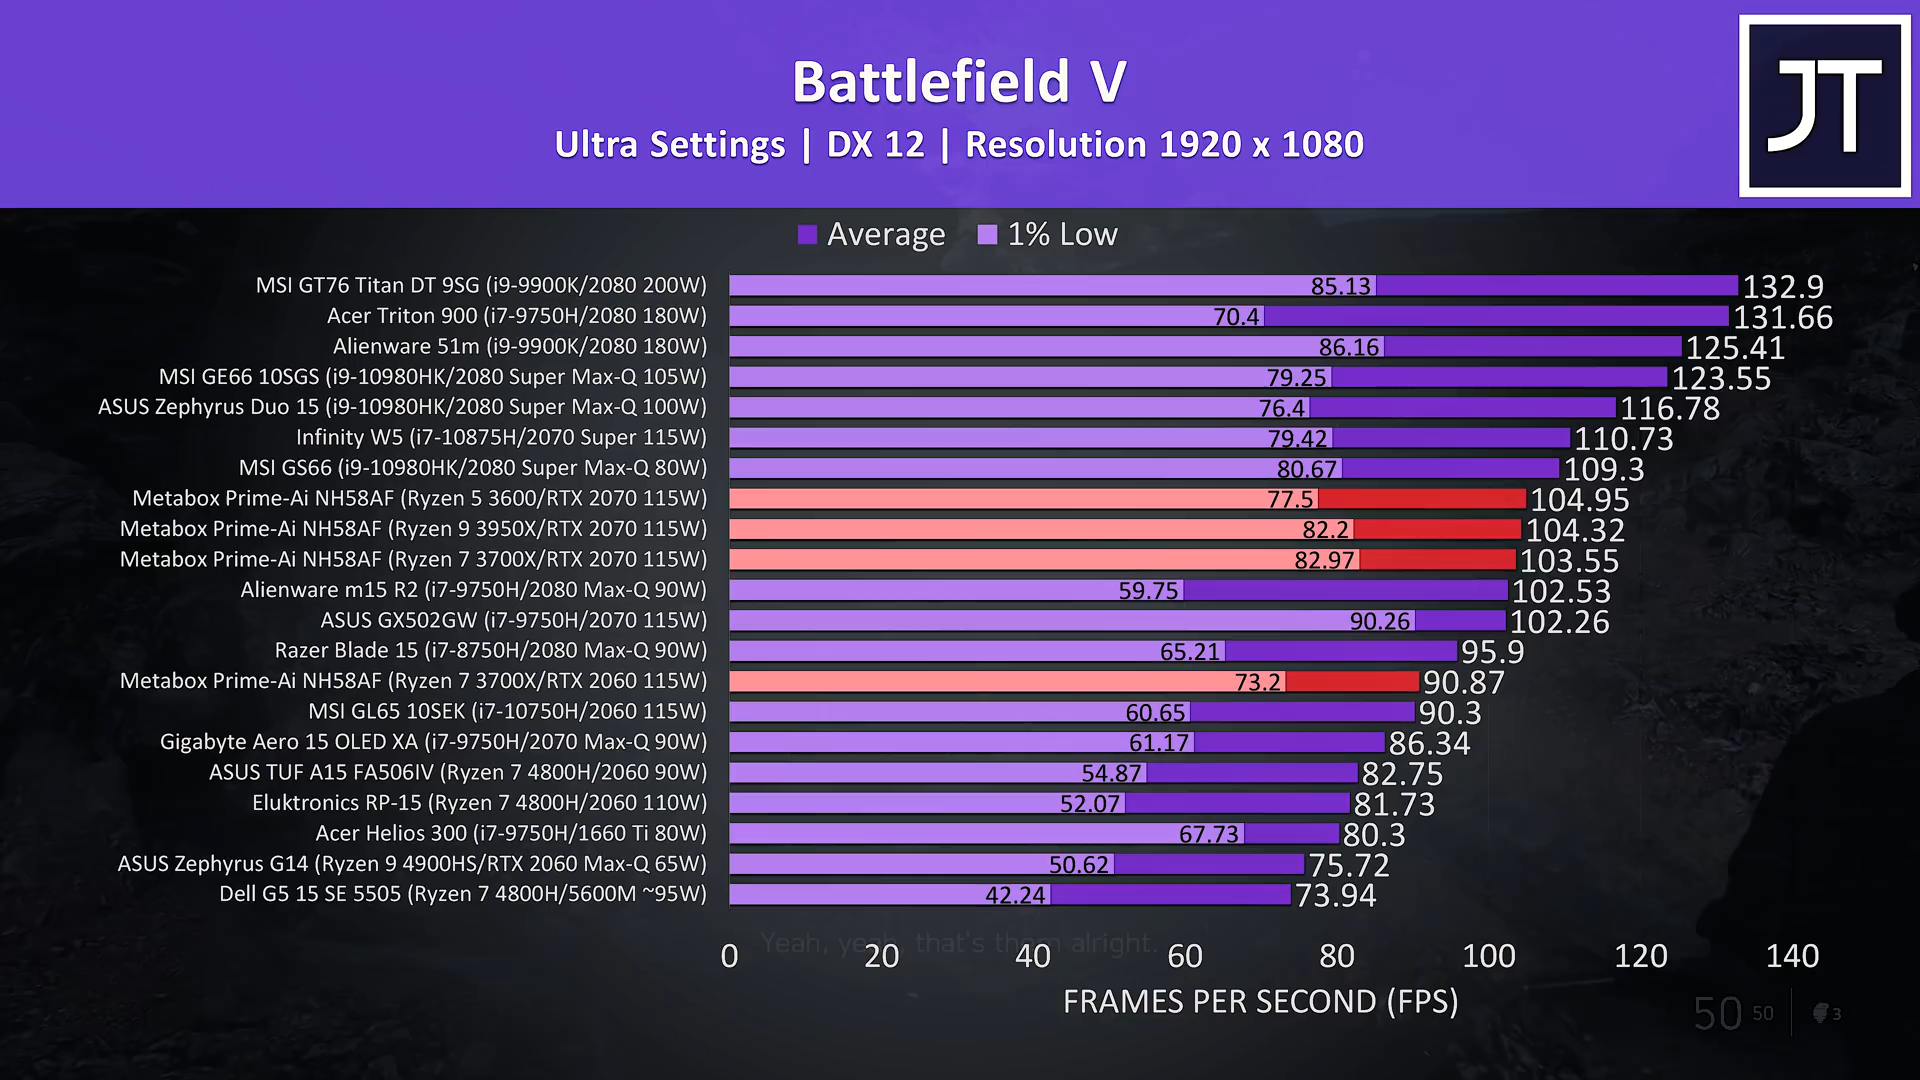 Battlefield V
JT
Ultra Settings | DX 12 | Resolution 1920 x 1080
Average 1% Low
MSI GT76 Titan DT 9SG (i9-9900K/2080 200W) 85.13 132.9
Acer Triton 900 (i7-9750H/2080 180W) 70.4 131.66
Alienware 51m (i9-9900K/2080 180W) 86.16 125.41
MSI GE66 10SGS (i9-10980HK/2080 Super Max-Q 105W) 79.25 123.55
ASUS Zephyrus Duo 15 (i9-10980HK/2080 Super Max-Q 100W) 76.4 116.78
Infinity W5 (i7-10875H/2070 Super 115W) 79.42 110.73
MSI GS66 (i9-10980HK/2080 Super Max-Q 80W) 80.67 109.3
Metabox Prime-Ai NH58AF (Ryzen 5 3600/RTX 2070 115W) 77.5 104.95
Metabox Prime-Ai NH58AF (Ryzen 9 3950X/RTX 2070 115W) 82.2 104.32
Metabox Prime-Ai NH58AF (Ryzen 7 3700X/RTX 2070 115W) 82.97 103.55
Alienware m15 R2 (i7-9750H/2080 Max-Q 90W) 59.75 102.53
ASUS GX502GW (i7-9750H/2070 115W) 90.26 102.26
Razer Blade 15 (i7-8750H/2080 Max-Q 90W) 65.21 95.9
Metabox Prime-Ai NH58AF (Ryzen 7 3700X/RTX 2060 115W) 73.2 90.87
MSI GL65 10SEK (i7-10750H/2060 115W) 60.65 90.3
Gigabyte Aero 15 OLED XA (i7-9750H/2070 Max-Q 90W) 61.17 86.34
ASUS TUF A15 FA506IV (Ryzen 7 4800H/2060 90W) 54.87 82.75
Eluktronics RP-15 (Ryzen 7 4800H/2060 110W) 52.07 81.73
Acer Helios 300 (i7-9750H/1660 Ti 80W) 67.73 80.3
ASUS Zephyrus G14 (Ryzen 9 4900HS/RTX 2060 Max-Q 65W) 50.62 75.72
Dell G5 15 SE 5505 (Ryzen 7 4800H/5600M ~95W) 42.24 73.94
Yeah, yeah, that's them alright.
0 20 40 60 80 100 120 140
FRAMES PER SECOND (FPS)
50 50 3